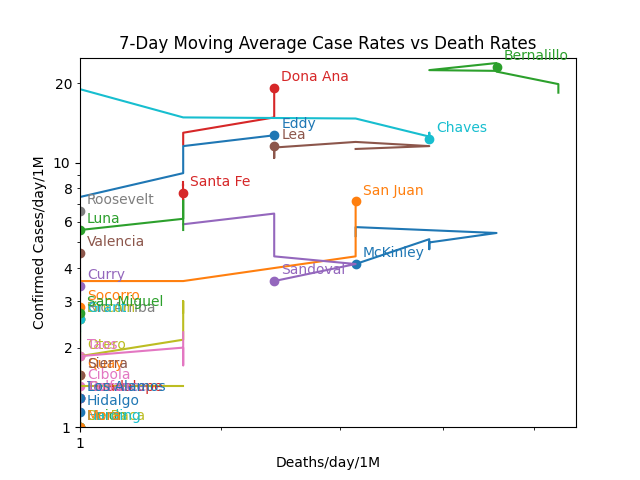 7-Day Moving Average Case Rates vs Death Rates
Bernalillo
20
Dona Ana
Eddy
Chaves
Lea
10
8
Santa Fe
San Juan
Roosevelt
6
Luna
Valencia
McKinley
4
Curry
Sandoval
Socorro
3
San Miguel
2
Otero
Sierra
Cibola
Los Alamos
Hidalgo
1
1
Confirmed Cases/day/1M
Deaths/day/1M